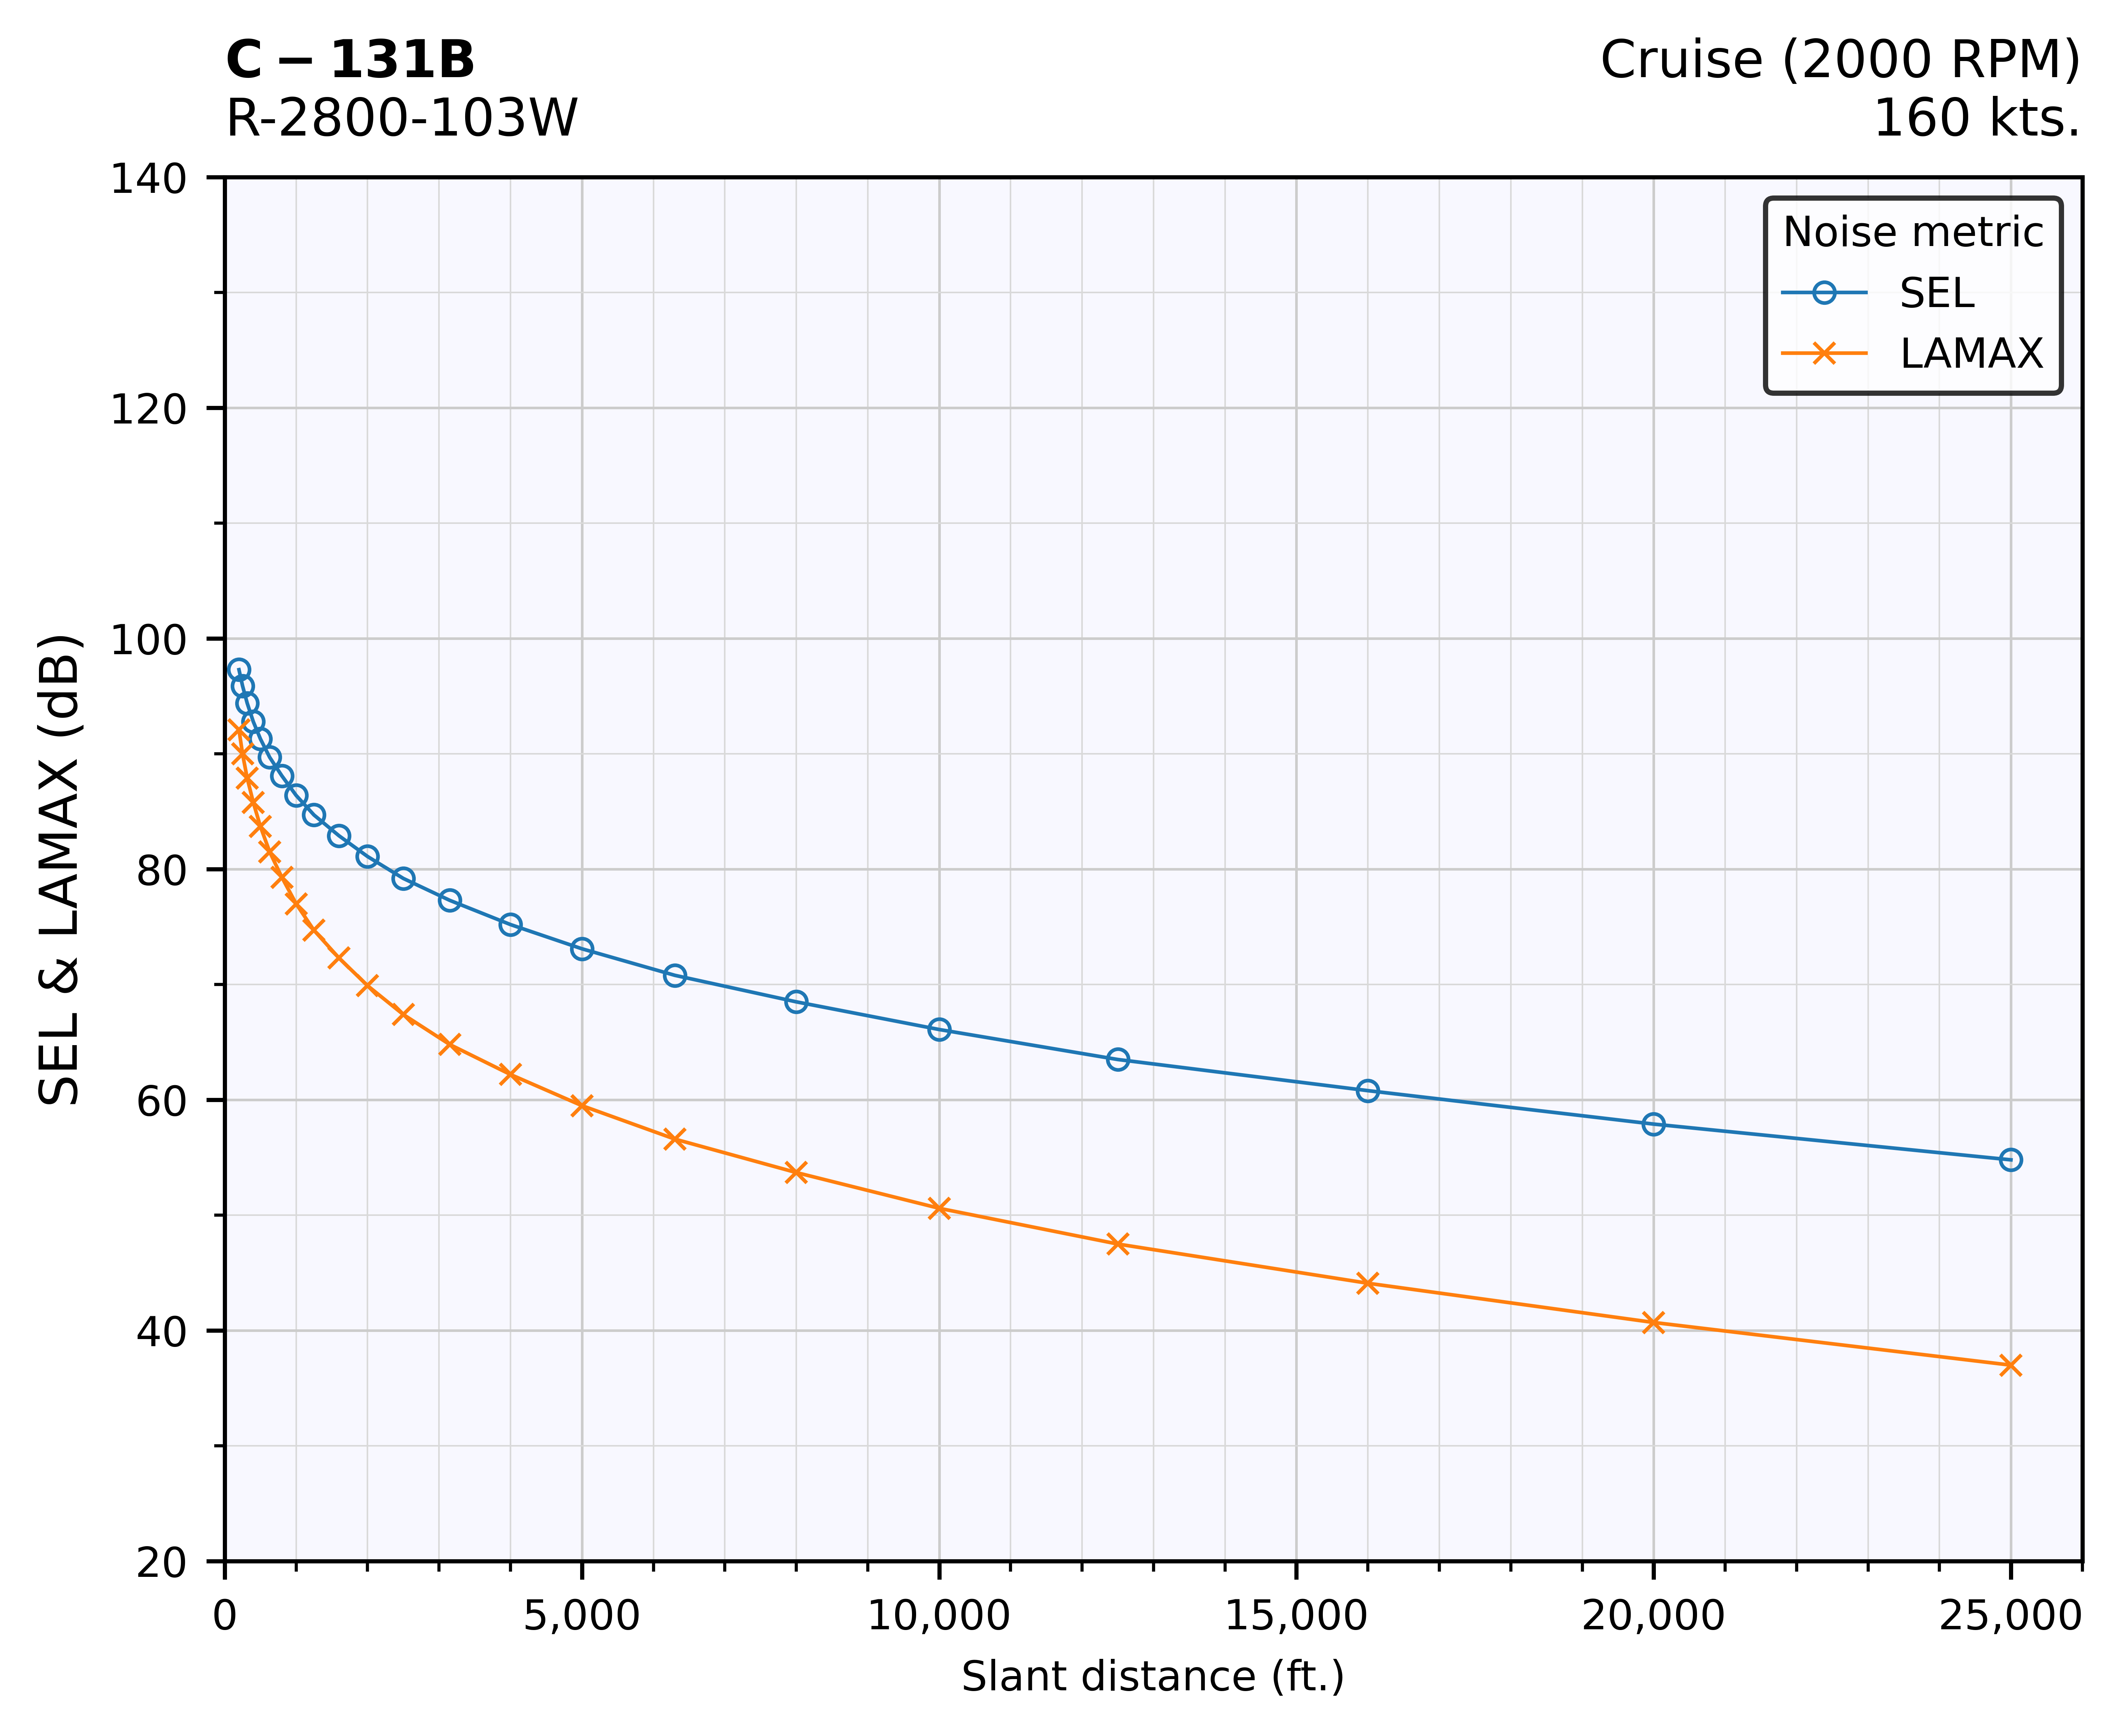 C − 131B
R-2800-103W
Cruise (2000 RPM)
160 kts.
SEL & LAMAX (dB)
140
120
100
80
60
40
20
Noise metric
SEL
LAMAX
0
5,000
10,000
15,000
20,000
25,000
Slant distance (ft.)